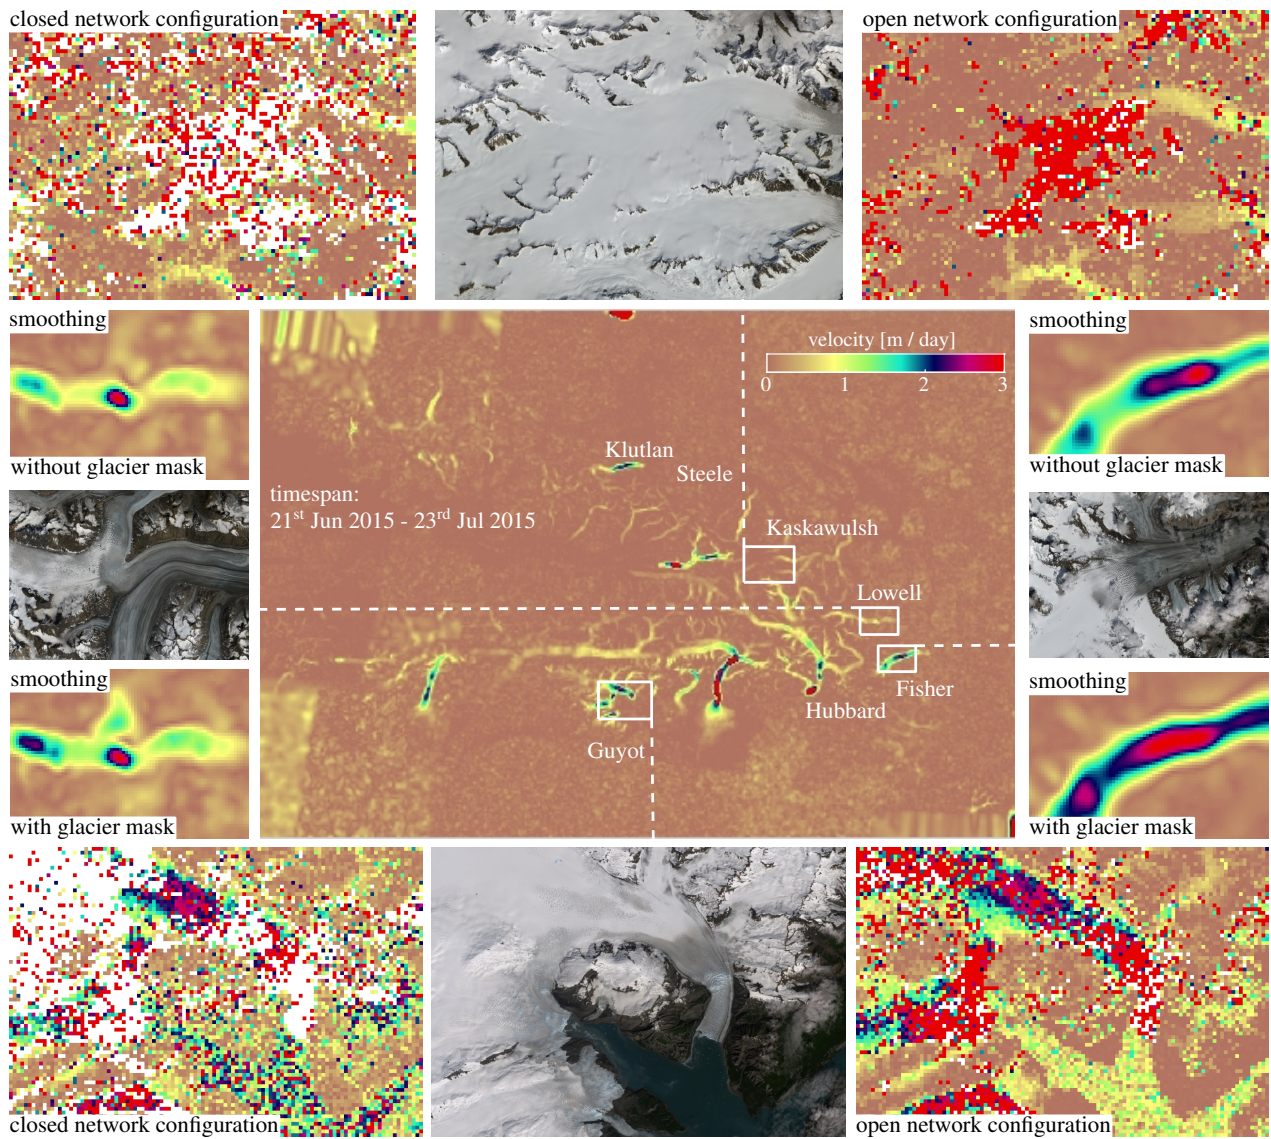 closed network configuration
open network configuration
smoothing
without glacier mask
smoothing
with glacier mask
velocity [m / day]
0 1 2 3
Klutlan
Steele
timespan:
21st Jun 2015 - 23rd Jul 2015
Kaskawulsh
Lowell
Fisher
Hubbard
Guyot
smoothing
without glacier mask
smoothing
with glacier mask
closed network configuration
open network configuration